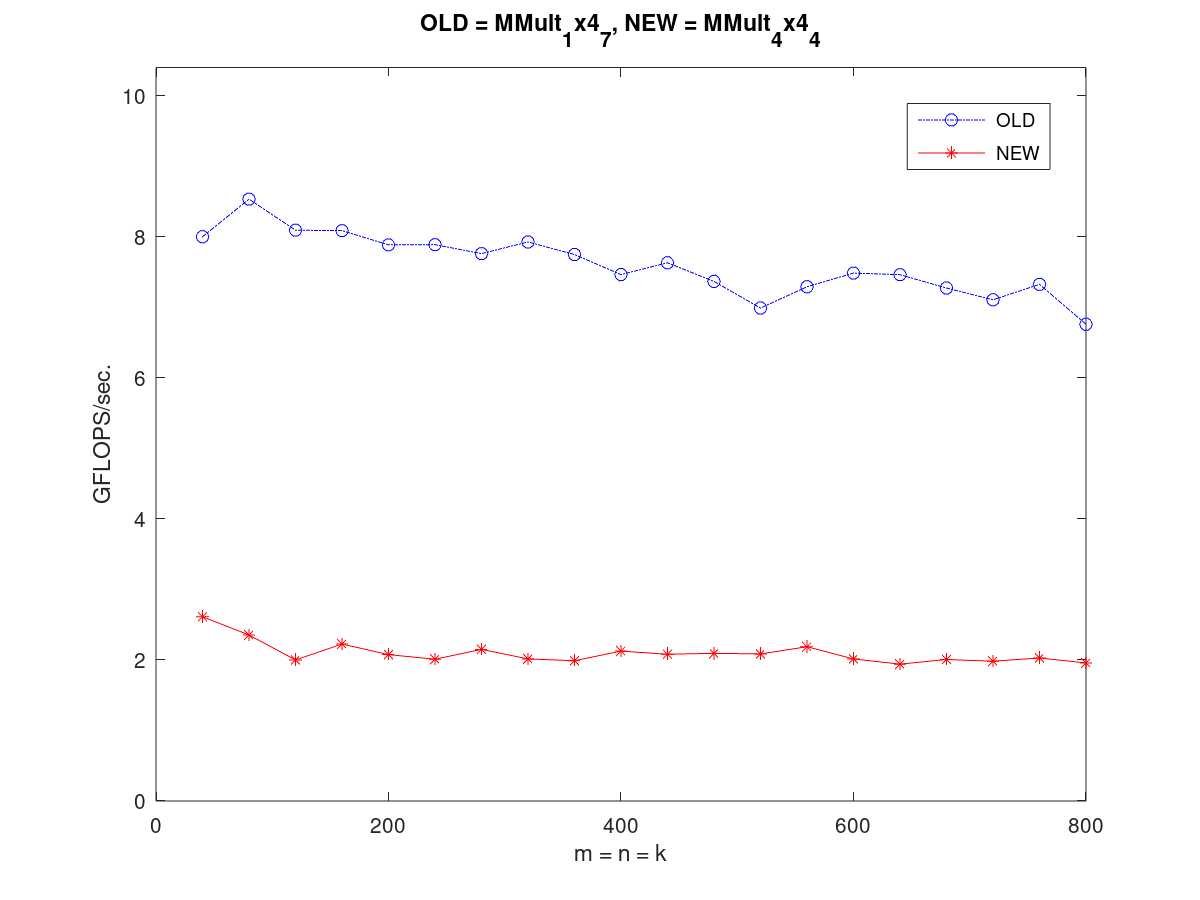 OLD = MMult_1x4_7, NEW = MMult_4x4_4
10
OLD
NEW
8
6
GFLOPS/sec.
4
2
0
0 200 400 600 800
m = n = k